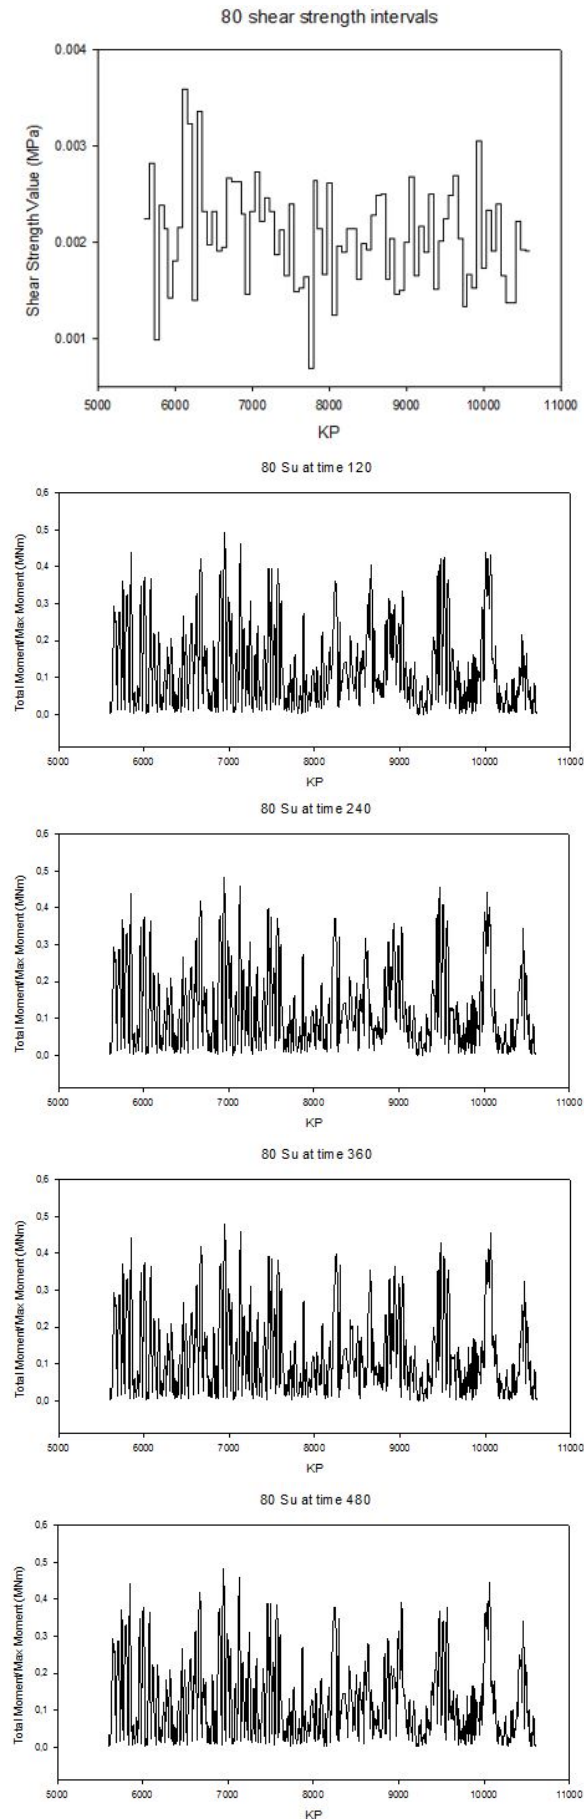 80 shear strength intervals
0.004
0.003
0.002
0.001
Shear Strength Value (MPa)
5000 6000 7000 8000 9000 10000 11000
KP
80 Su at time 120
0,6
0,5
0,4
0,3
0,2
0,1
0,0
Total Moment/Max Moment (MNm)
5000 6000 7000 8000 9000 10000 11000
KP
80 Su at time 240
0,6
0,5
0,4
0,3
0,2
0,1
0,0
Total Moment/Max Moment (MNm)
5000 6000 7000 8000 9000 10000 11000
KP
80 Su at time 360
0,6
0,5
0,4
0,3
0,2
0,1
0,0
Total Moment/Max Moment (MNm)
5000 6000 7000 8000 9000 10000 11000
KP
80 Su at time 480
0,6
0,5
0,4
0,3
0,2
0,1
0,0
Total Moment/Max Moment (MNm)
5000 6000 7000 8000 9000 10000 11000
KP